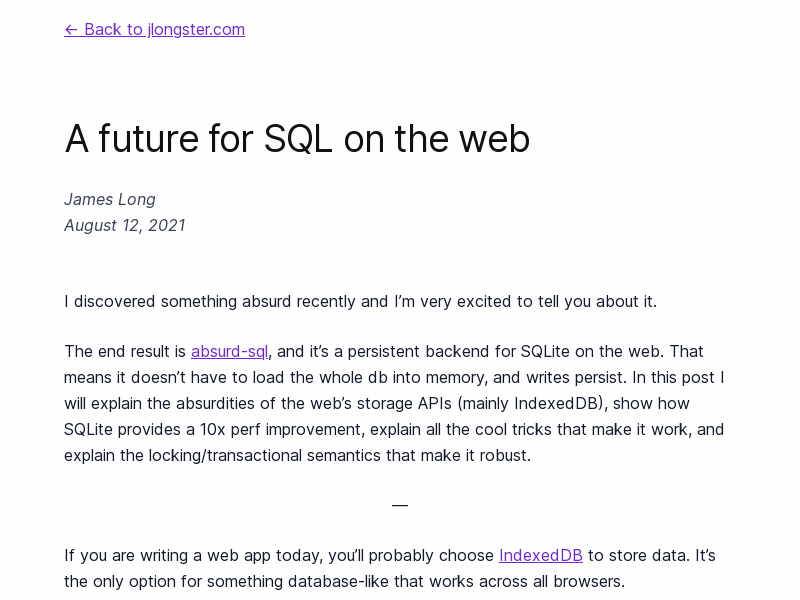 ← Back to jlongster.com
A future for SQL on the web
James Long
August 12, 2021
I discovered something absurd recently and I’m very excited to tell you about it.
The end result is absurd-sql, and it’s a persistent backend for SQLite on the web. That
means it doesn’t have to load the whole db into memory, and writes persist. In this post I
will explain the absurdities of the web’s storage APIs (mainly IndexedDB), show how
SQLite provides a 10x perf improvement, explain all the cool tricks that make it work, and
explain the locking/transactional semantics that make it robust.
—
If you are writing a web app today, you’ll probably choose IndexedDB to store data. It’s
the only option for something database-like that works across all browsers.